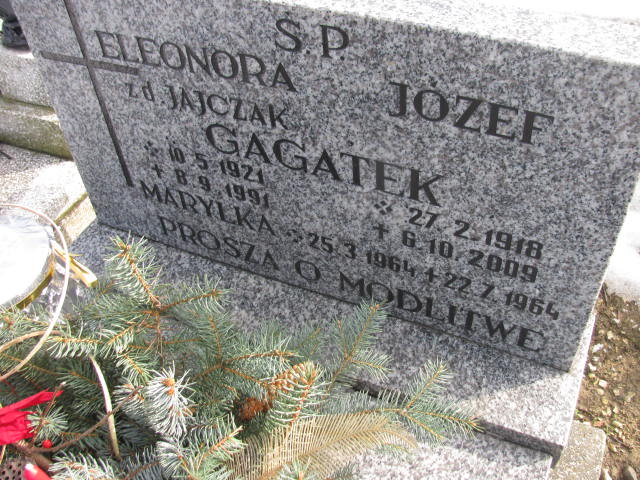 S.P.
ELEONORA JÓZEF
z d. JAJCZAK
GAGATEK
* 10.5.1921 * 27.2.1918
+ 8.9.1991 + 6.10.2009
MARYLKA * 25.3.1964 + 22.7.1964
PROSZĄ O MODLITWĘ